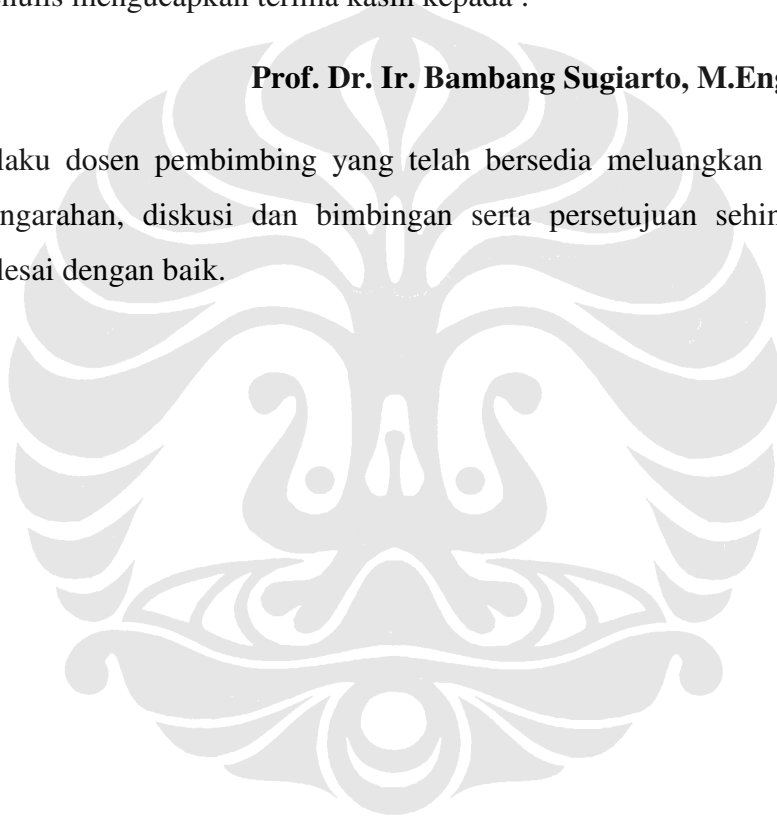 nulis mengucapkan terima kasih kepada :
Prof. Dr. Ir. Bambang Sugiarto, M.Eng
laku dosen pembimbing yang telah bersedia meluangkan
ngarahan, diskusi dan bimbingan serta persetujuan sehin
lesai dengan baik.